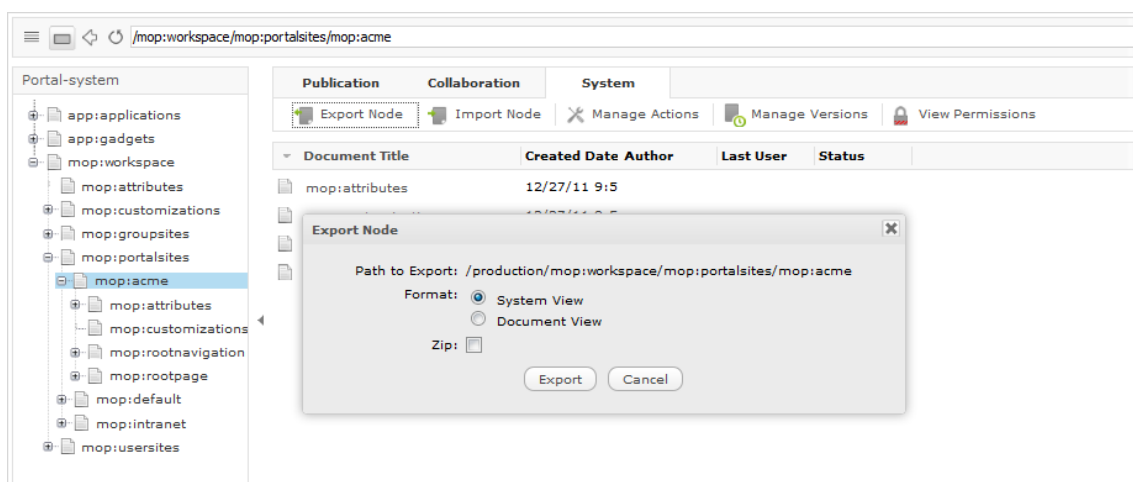 /mop:workspace/mop:portalsites/mop:acme
Portal-system
app:applications
app:gadgets
mop:workspace
mop:attributes
mop:customizations
mop:groupsites
mop:portalsites
mop:acme
mop:attributes
mop:customizations
mop:rootnavigation
mop:rootpage
mop:default
mop:intranet
mop:usersites
Publication Collaboration System
Export Node Import Node Manage Actions Manage Versions View Permissions
Document Title Created Date Author Last User Status
mop:attributes 12/27/11 9:5
Export Node
Path to Export: /production/mop:workspace/mop:portalsites/mop:acme
Format: System View
Document View
Zip:
Export Cancel